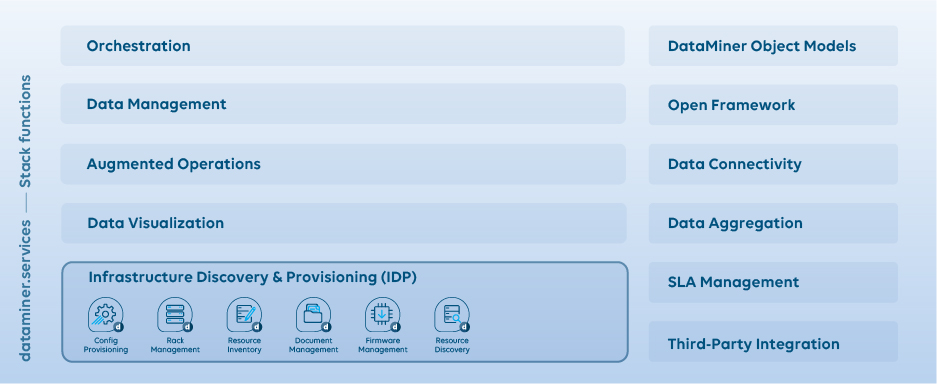 dataminer.services — Stack functions
Orchestration
Data Management
Augmented Operations
Data Visualization
Infrastructure Discovery & Provisioning (IDP)
Config
Provisioning
Rack
Management
Resource
Inventory
Document
Management
Firmware
Management
Resource
Discovery
d
d
d
d
d
d
DataMiner Object Models
Open Framework
Data Connectivity
Data Aggregation
SLA Management
Third-Party Integration